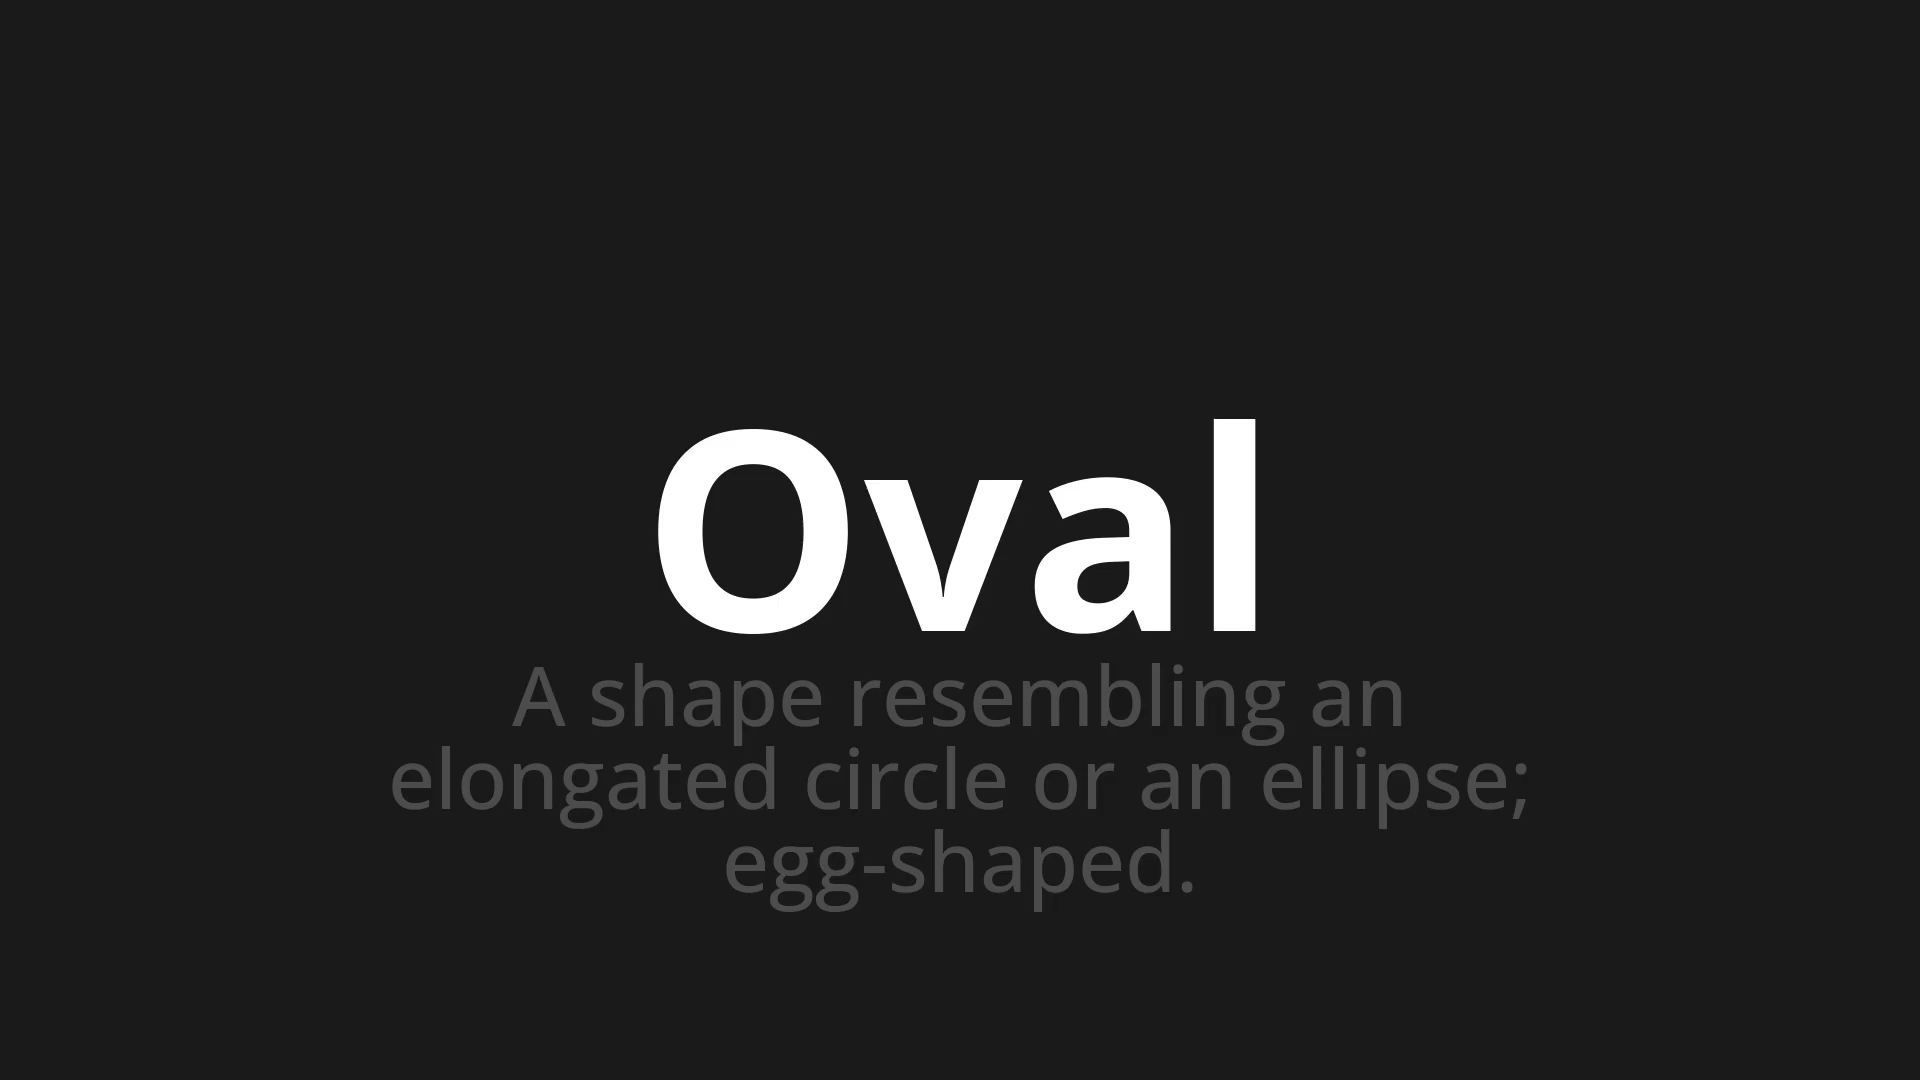 Oval
A shape resembling an
elongated circle or an ellipse;
egg-shaped.